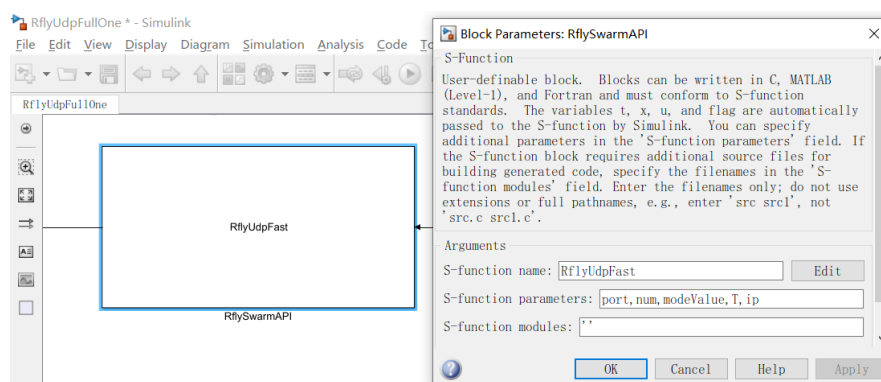 RflyUdpFullOne * - Simulink
File Edit View Display Diagram Simulation Analysis Code
RflyUdpFullOne
RflyUdpFast
RflySwarmAPI
Block Parameters: RflySwarmAPI
S-Function
User-definable block.  Blocks can be written in C, MATLAB
(Level-1), and Fortran and must conform to S-function
standards.  The variables t, x, u, and flag are automatically
passed to the S-function by Simulink.  You can specify
additional parameters in the 'S-function parameters' field. If
the S-function block requires additional source files for
building generated code, specify the filenames in the 'S-
function modules' field. Enter the filenames only; do not use
extensions or full pathnames, e.g., enter 'src src1', not
'src.c src1.c'.
Arguments
S-function name: RflyUdpFast Edit
S-function parameters: port,num,modeValue,T,ip
S-function modules: ''
OK Cancel Help Apply